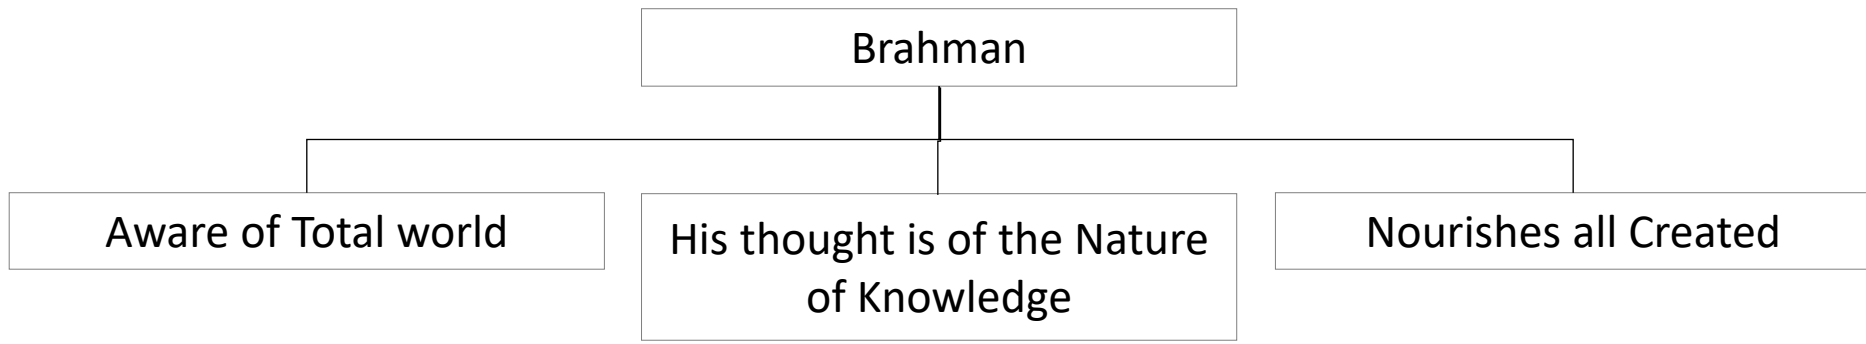 Brahman
Aware of Total world
His thought is of the Nature
of Knowledge
Nourishes all Created